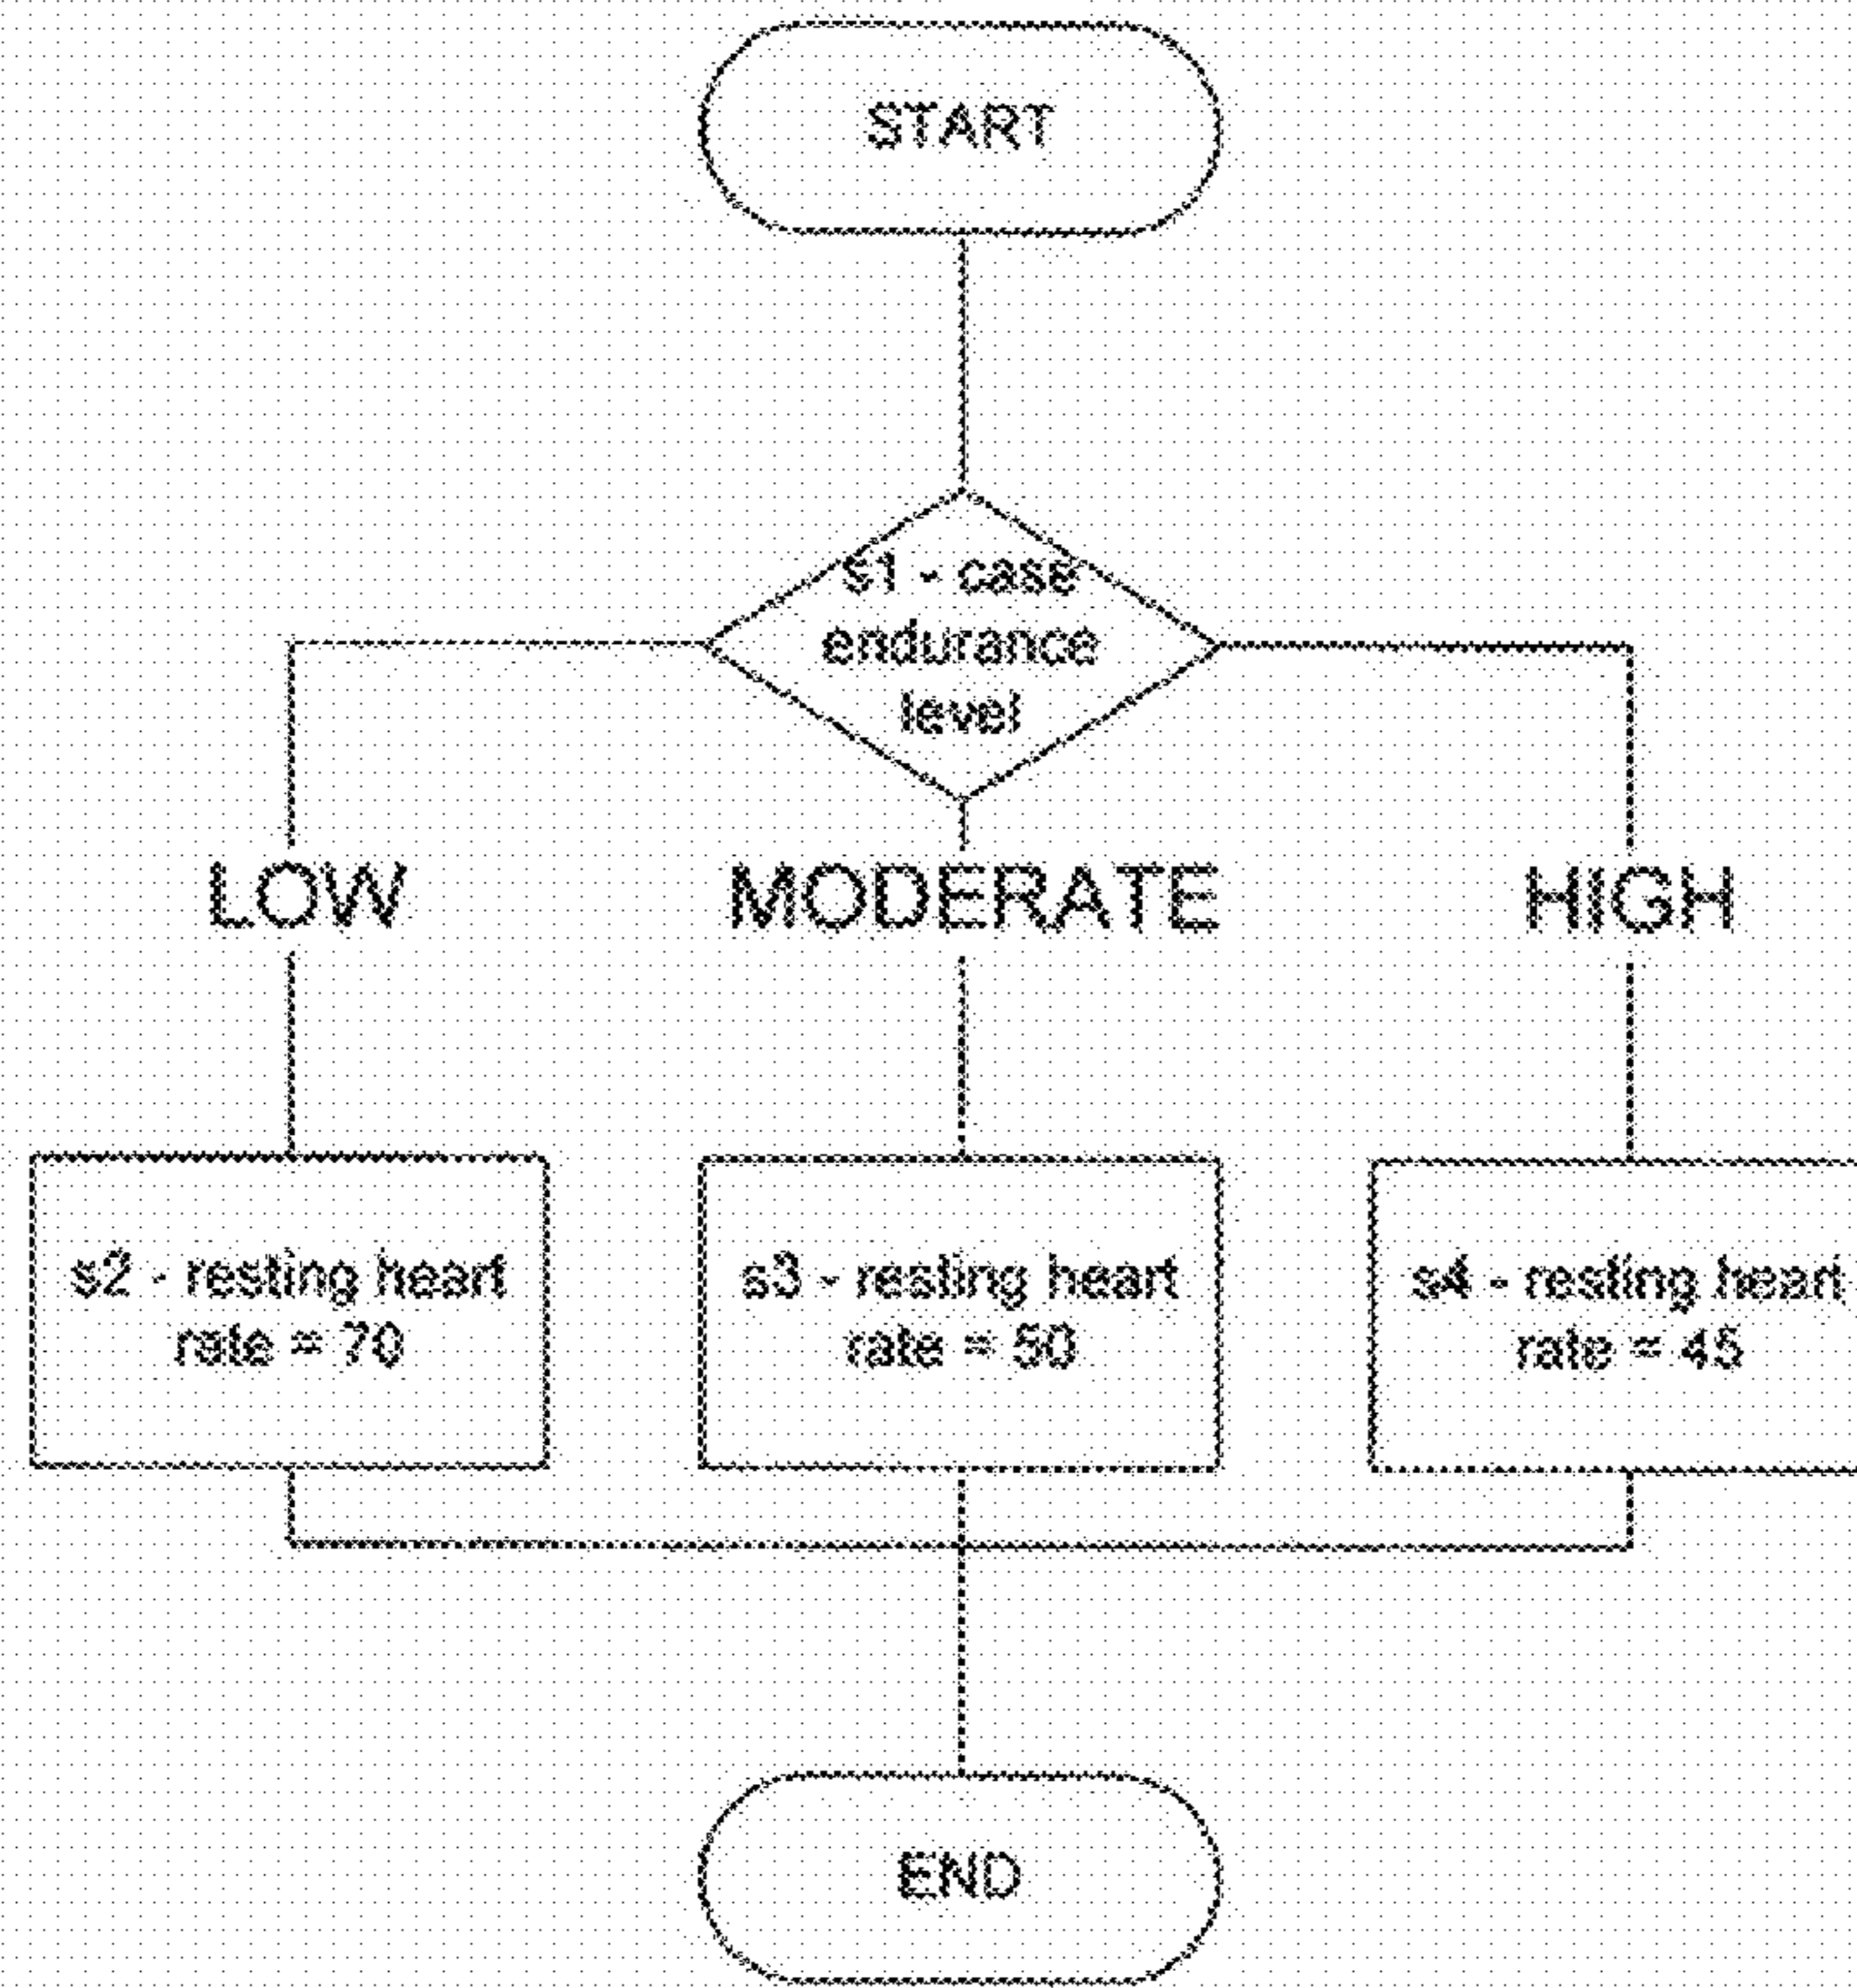 START
s1 - case
endurance
level
LOW
MODERATE
HIGH
s2 - resting heart
rate = 70
s3 - resting heart
rate = 50
s4 - resting heart
rate = 45
END